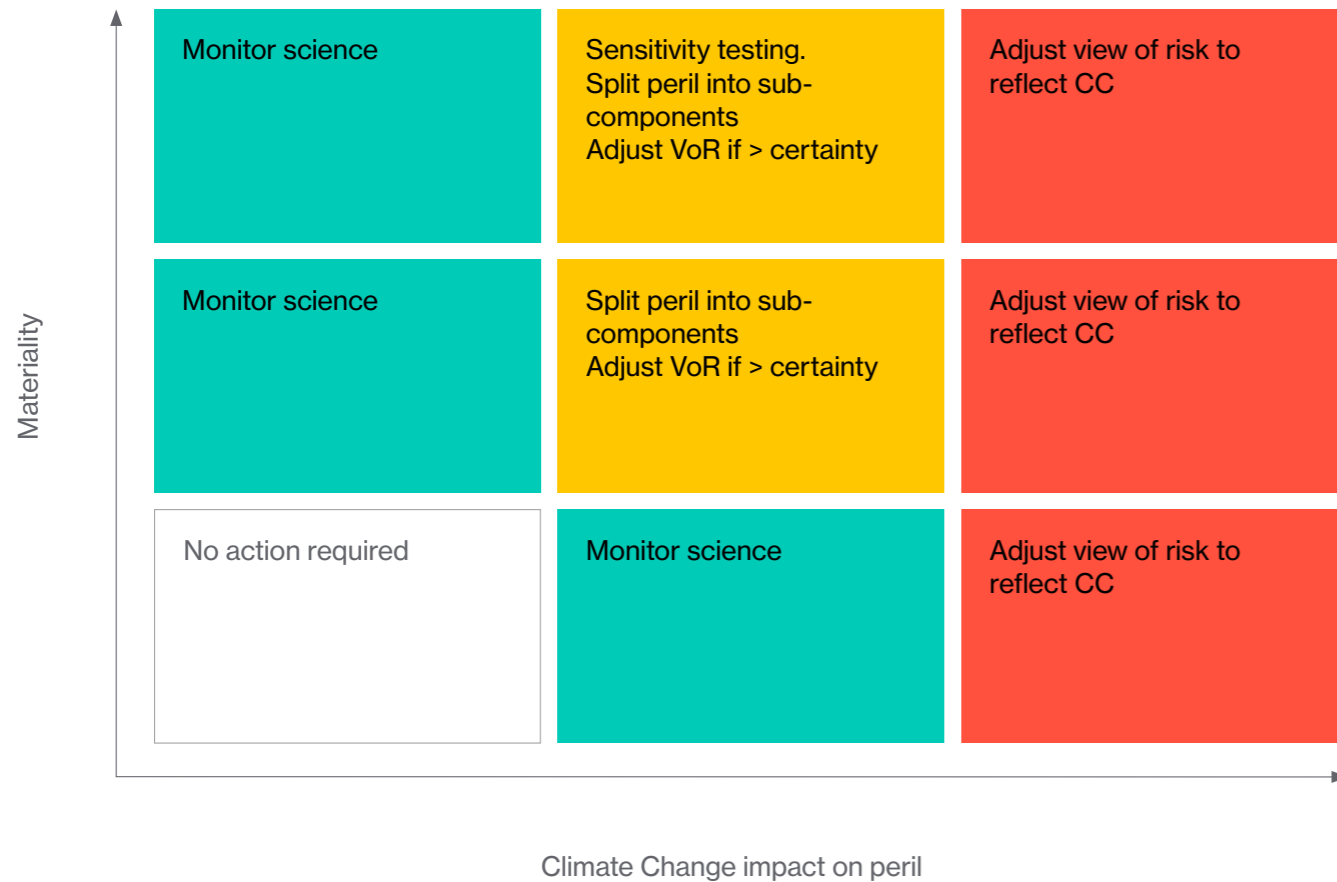 Monitor science
Sensitivity testing.
Split peril into sub-
components
Adjust VoR if > certainty
Adjust view of risk to
reflect CC
Monitor science
Split peril into sub-
components
Adjust VoR if > certainty
Adjust view of risk to
reflect CC
Materiality
No action required
Monitor science
Adjust view of risk to
reflect CC
Climate Change impact on peril